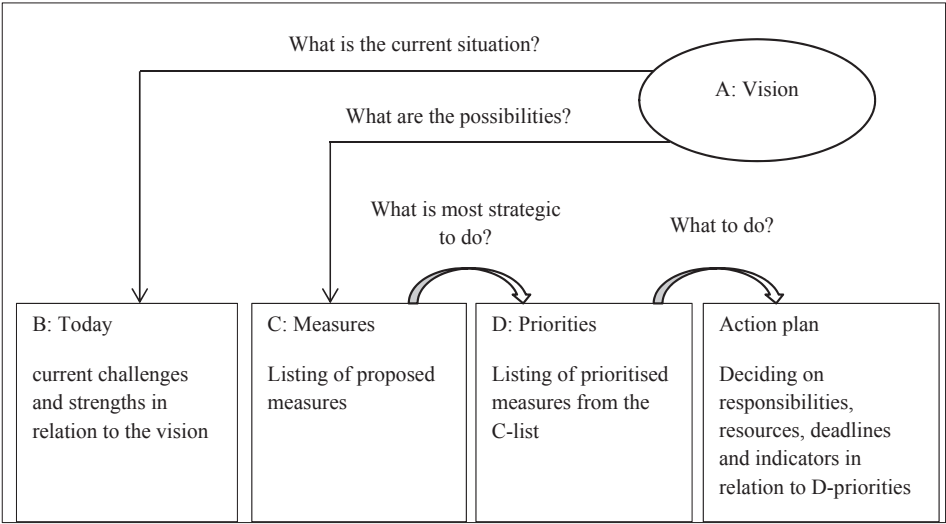 What is the current situation?
A: Vision
What are the possibilities?
What is most strategic
to do?
What to do?
B: Today
current challenges
and strengths in
relation to the vision
C: Measures
Listing of proposed
measures
D: Priorities
Listing of prioritised
measures from the
C-list
Action plan
Deciding on
responsibilities,
resources, deadlines
and indicators in
relation to D-priorities